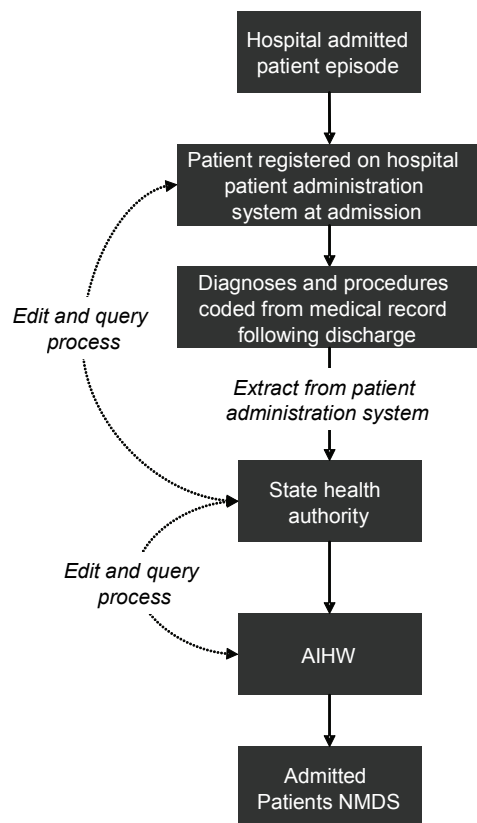 Hospital admitted
patient episode
Patient registered on hospital
patient administration
system at admission
Diagnoses and procedures
coded from medical record
following discharge
Edit and query
process
Extract from patient
administration system
State health
authority
Edit and query
process
AIHW
Admitted
Patients NMDS